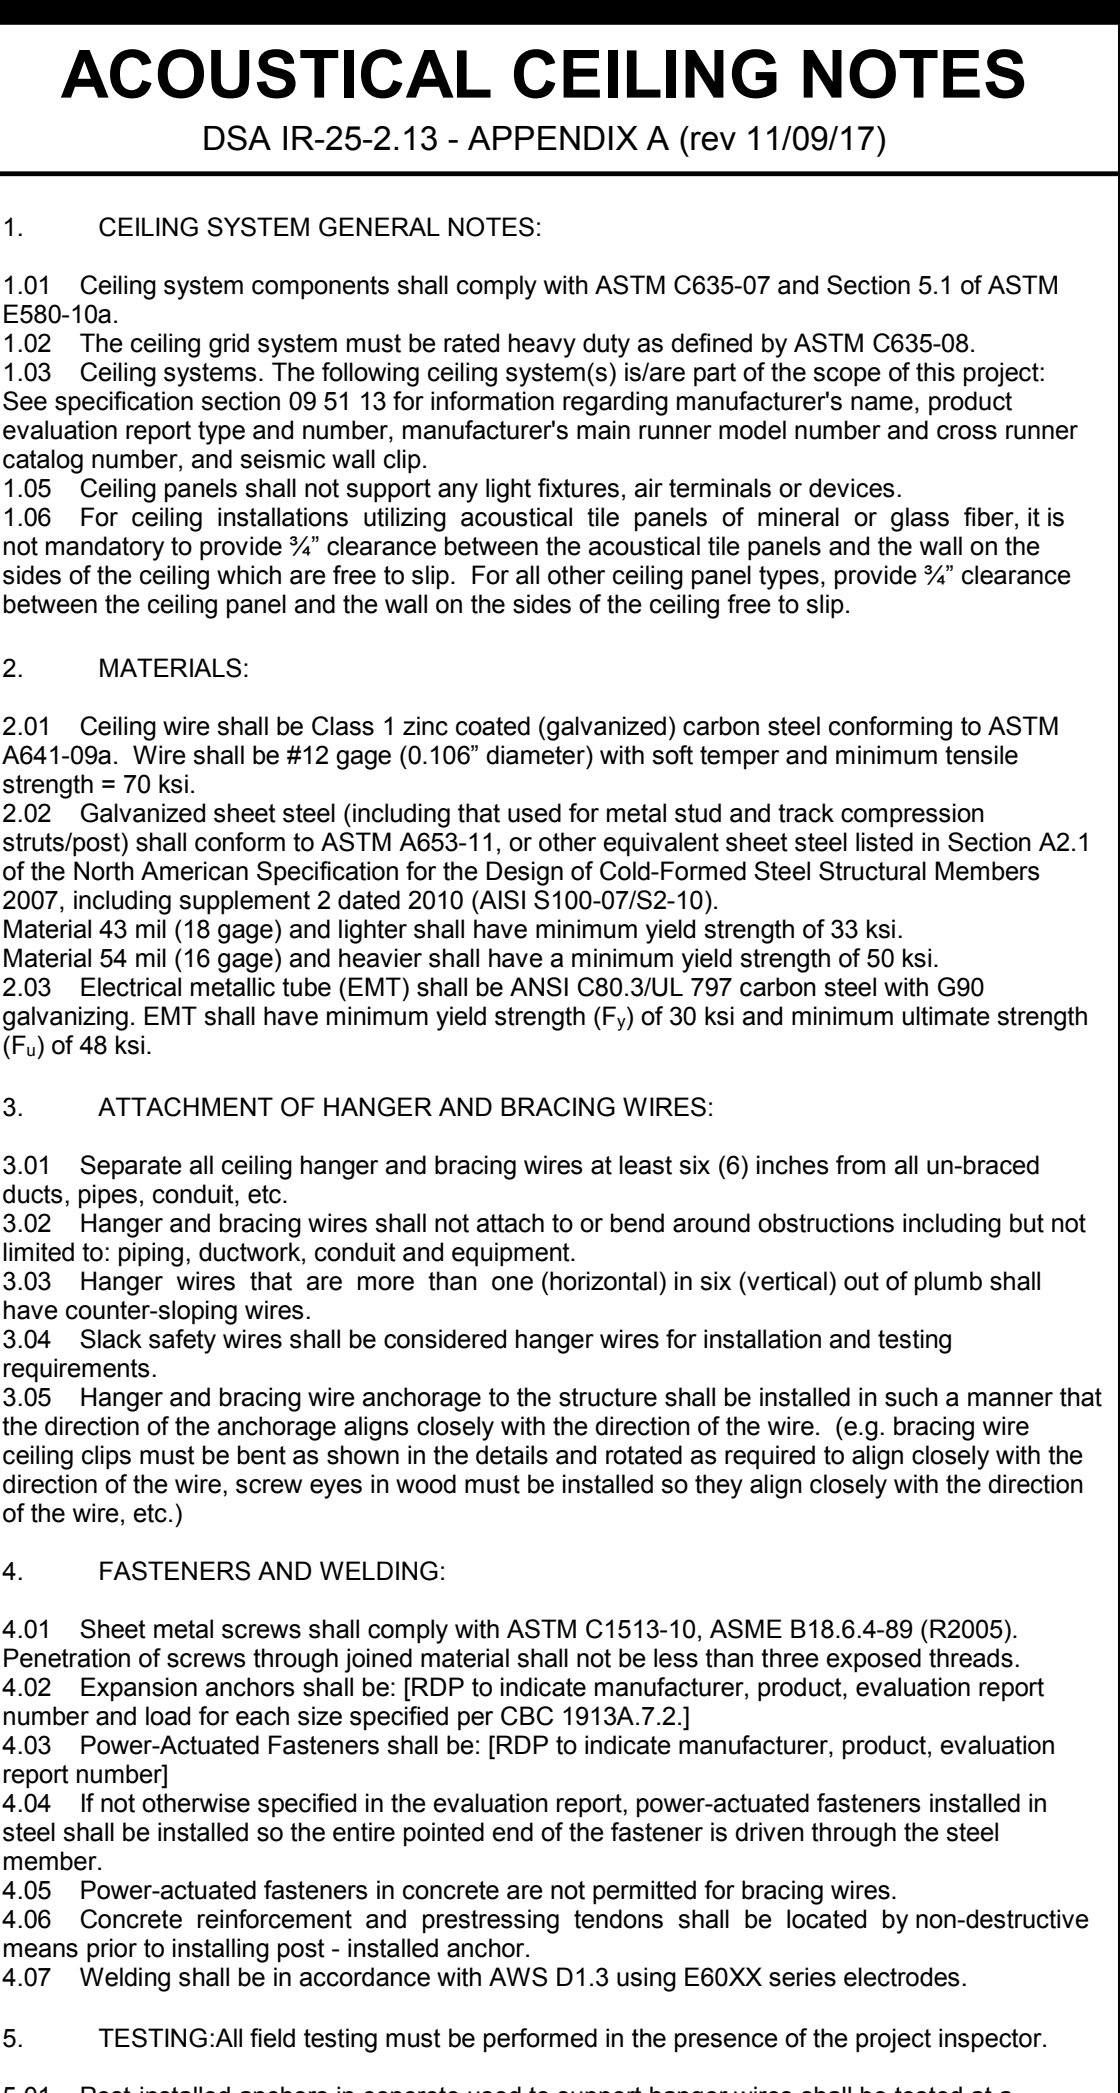 ACOUSTICAL CEILING NOTES
DSA IR-25-2.13 - APPENDIX A (rev 11/09/17)
1. CEILING SYSTEM GENERAL NOTES:
1.01 Ceiling system components shall comply with ASTM C635-07 and Section 5.1 of ASTM
E580-10a.
1.02 The ceiling grid system must be rated heavy duty as defined by ASTM C635-08.
1.03 Ceiling systems. The following ceiling system(s) is/are part of the scope of this project:
See specification section 09 51 13 for information regarding manufacturer's name, product
evaluation report type and number, manufacturer's main runner model number and cross runner
catalog number, and seismic wall clip.
1.05 Ceiling panels shall not support any light fixtures, air terminals or devices.
1.06 For ceiling installations utilizing acoustical tile panels of mineral or glass fiber, it is
not mandatory to provide ¾” clearance between the acoustical tile panels and the wall on the
sides of the ceiling which are free to slip. For all other ceiling panel types, provide ¾” clearance
between the ceiling panel and the wall on the sides of the ceiling free to slip.
2. MATERIALS:
2.01 Ceiling wire shall be Class 1 zinc coated (galvanized) carbon steel conforming to ASTM
A641-09a. Wire shall be #12 gage (0.106” diameter) with soft temper and minimum tensile
strength = 70 ksi.
2.02 Galvanized sheet steel (including that used for metal stud and track compression
struts/post) shall conform to ASTM A653-11, or other equivalent sheet steel listed in Section A2.1
of the North American Specification for the Design of Cold-Formed Steel Structural Members
2007, including supplement 2 dated 2010 (AISI S100-07/S2-10).
Material 43 mil (18 gage) and lighter shall have minimum yield strength of 33 ksi.
Material 54 mil (16 gage) and heavier shall have a minimum yield strength of 50 ksi.
2.03 Electrical metallic tube (EMT) shall be ANSI C80.3/UL 797 carbon steel with G90
galvanizing. EMT shall have minimum yield strength (Fy) of 30 ksi and minimum ultimate strength
(Fu) of 48 ksi.
3. ATTACHMENT OF HANGER AND BRACING WIRES:
3.01 Separate all ceiling hanger and bracing wires at least six (6) inches from all un-braced
ducts, pipes, conduit, etc.
3.02 Hanger and bracing wires shall not attach to or bend around obstructions including but not
limited to: piping, ductwork, conduit and equipment.
3.03 Hanger wires that are more than one (horizontal) in six (vertical) out of plumb shall
have counter-sloping wires.
3.04 Slack safety wires shall be considered hanger wires for installation and testing
requirements.
3.05 Hanger and bracing wire anchorage to the structure shall be installed in such a manner that
the direction of the anchorage aligns closely with the direction of the wire. (e.g. bracing wire
ceiling clips must be bent as shown in the details and rotated as required to align closely with the
direction of the wire, screw eyes in wood must be installed so they align closely with the direction
of the wire, etc.)
4. FASTENERS AND WELDING:
4.01 Sheet metal screws shall comply with ASTM C1513-10, ASME B18.6.4-89 (R2005).
Penetration of screws through joined material shall not be less than three exposed threads.
4.02 Expansion anchors shall be: [RDP to indicate manufacturer, product, evaluation report
number and load for each size specified per CBC 1913A.7.2.]
4.03 Power-Actuated Fasteners shall be: [RDP to indicate manufacturer, product, evaluation
report number]
4.04 If not otherwise specified in the evaluation report, power-actuated fasteners installed in
steel shall be installed so the entire pointed end of the fastener is driven through the steel
member.
4.05 Power-actuated fasteners in concrete are not permitted for bracing wires.
4.06 Concrete reinforcement and prestressing tendons shall be located by non-destructive
means prior to installing post - installed anchor.
4.07 Welding shall be in accordance with AWS D1.3 using E60XX series electrodes.
5. TESTING:All field testing must be performed in the presence of the project inspector.
5.01 Post-installed anchors in concrete used to support hanger wires shall be tested at a